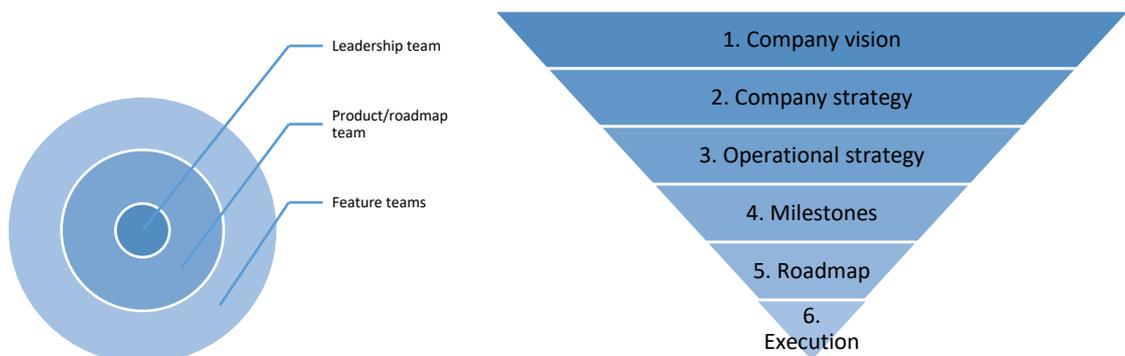 Leadership team
Product/roadmap
team
Feature teams
1. Company vision
2. Company strategy
3. Operational strategy
4. Milestones
5. Roadmap
6.
Execution